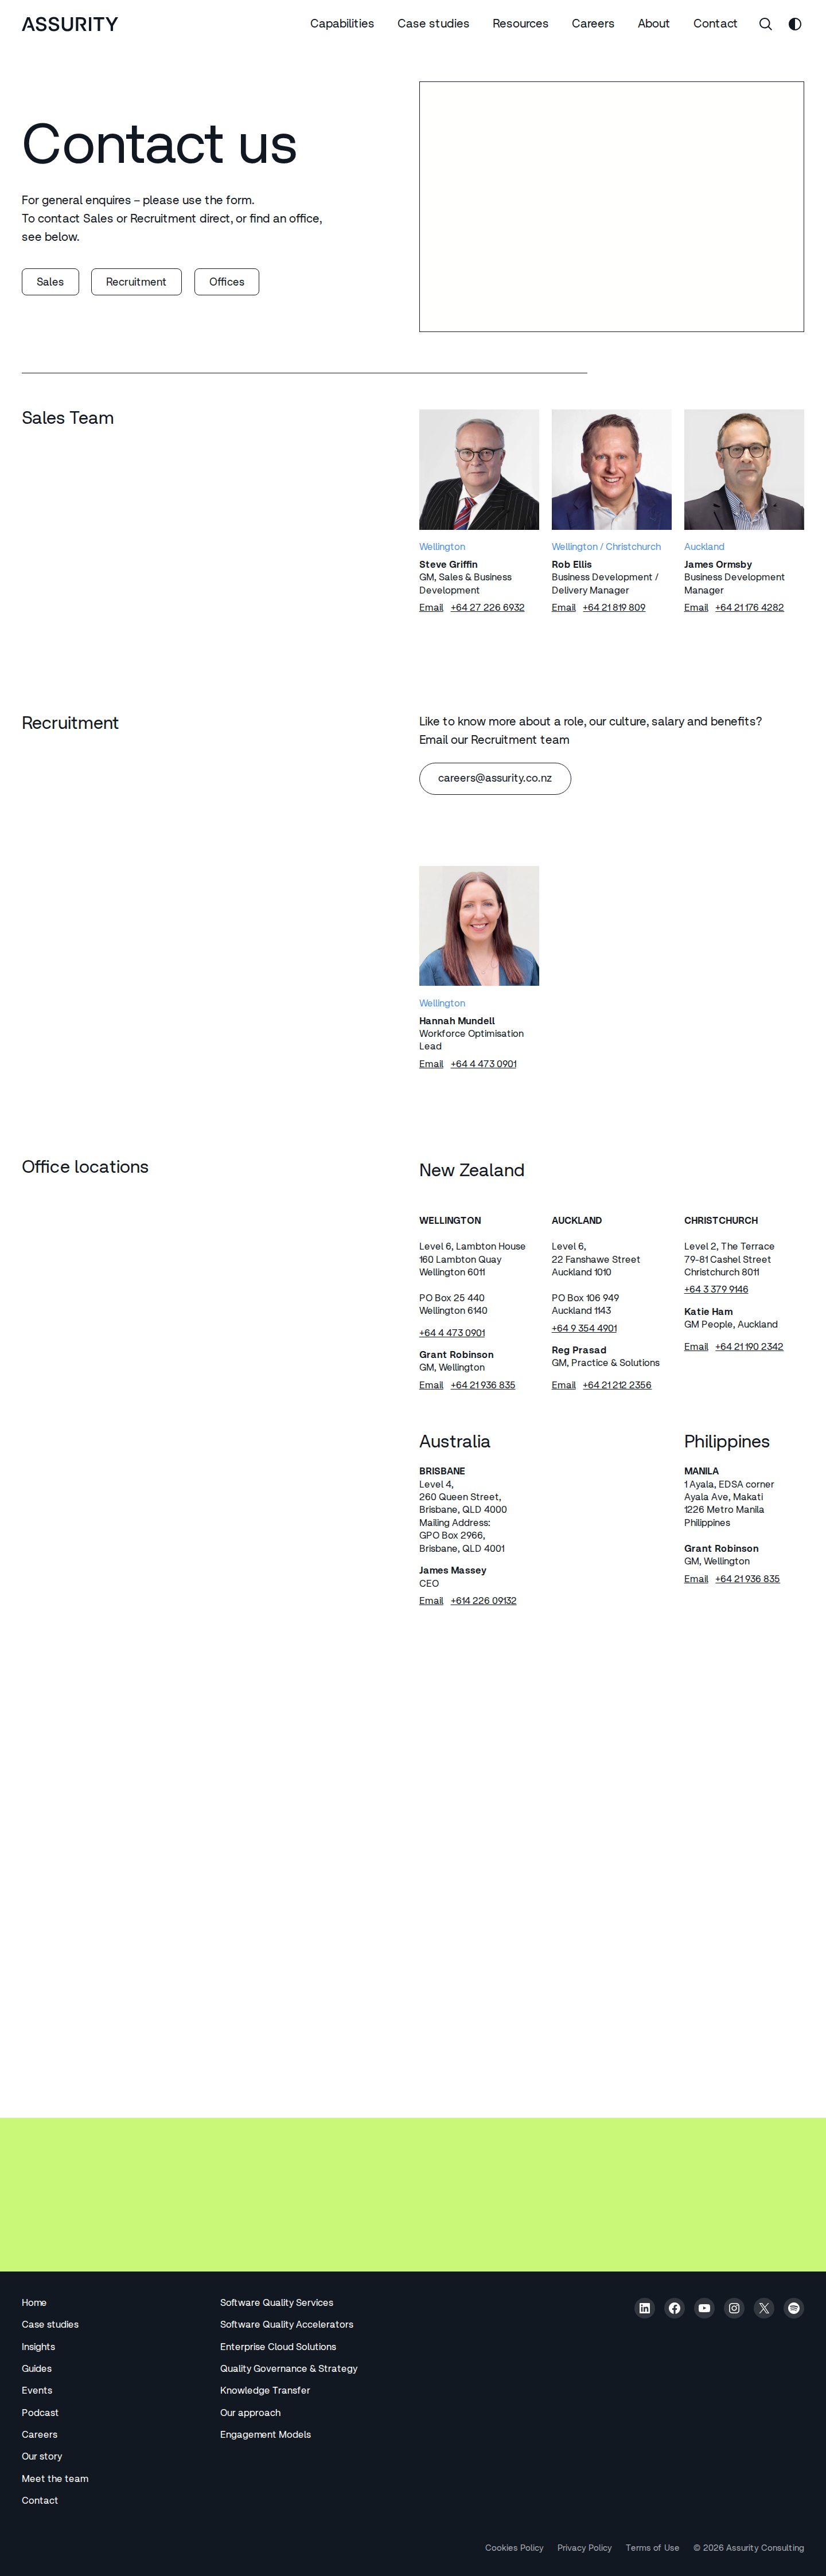 ASSURITY
Capabilities
Case studies
Resources
Careers
About
Contact
Contact us
For general enquires – please use the form.
To contact Sales or Recruitment direct, or find an office,
see below.
Sales
Recruitment
Offices
Sales Team
Wellington
Steve Griffin
GM, Sales & Business
Development
Email +64 27 226 6932
Wellington / Christchurch
Rob Ellis
Business Development /
Delivery Manager
Email +64 21 819 809
Auckland
James Ormsby
Business Development
Manager
Email +64 21 176 4282
Recruitment
Like to know more about a role, our culture, salary and benefits?
Email our Recruitment team
careers@assurity.co.nz
Wellington
Hannah Mundell
Workforce Optimisation
Lead
Email +64 4 473 0901
Office locations
New Zealand
WELLINGTON
Level 6, Lambton House
160 Lambton Quay
Wellington 6011
PO Box 25 440
Wellington 6140
+64 4 473 0901
Grant Robinson
GM, Wellington
Email +64 21 936 835
AUCKLAND
Level 6,
22 Fanshawe Street
Auckland 1010
PO Box 106 949
Auckland 1143
+64 9 354 4901
Reg Prasad
GM, Practice & Solutions
Email +64 21 212 2356
CHRISTCHURCH
Level 2, The Terrace
79-81 Cashel Street
Christchurch 8011
+64 3 379 9146
Katie Ham
GM People, Auckland
Email +64 21 190 2342
Australia
BRISBANE
Level 4,
260 Queen Street,
Brisbane, QLD 4000
Mailing Address:
GPO Box 2966,
Brisbane, QLD 4001
James Massey
CEO
Email +614 226 09132
Philippines
MANILA
1 Ayala, EDSA corner
Ayala Ave, Makati
1226 Metro Manila
Philippines
Grant Robinson
GM, Wellington
Email +64 21 936 835
Home
Case studies
Insights
Guides
Events
Podcast
Careers
Our story
Meet the team
Contact
Software Quality Services
Software Quality Accelerators
Enterprise Cloud Solutions
Quality Governance & Strategy
Knowledge Transfer
Our approach
Engagement Models
Cookies Policy
Privacy Policy
Terms of Use
© 2026 Assurity Consulting